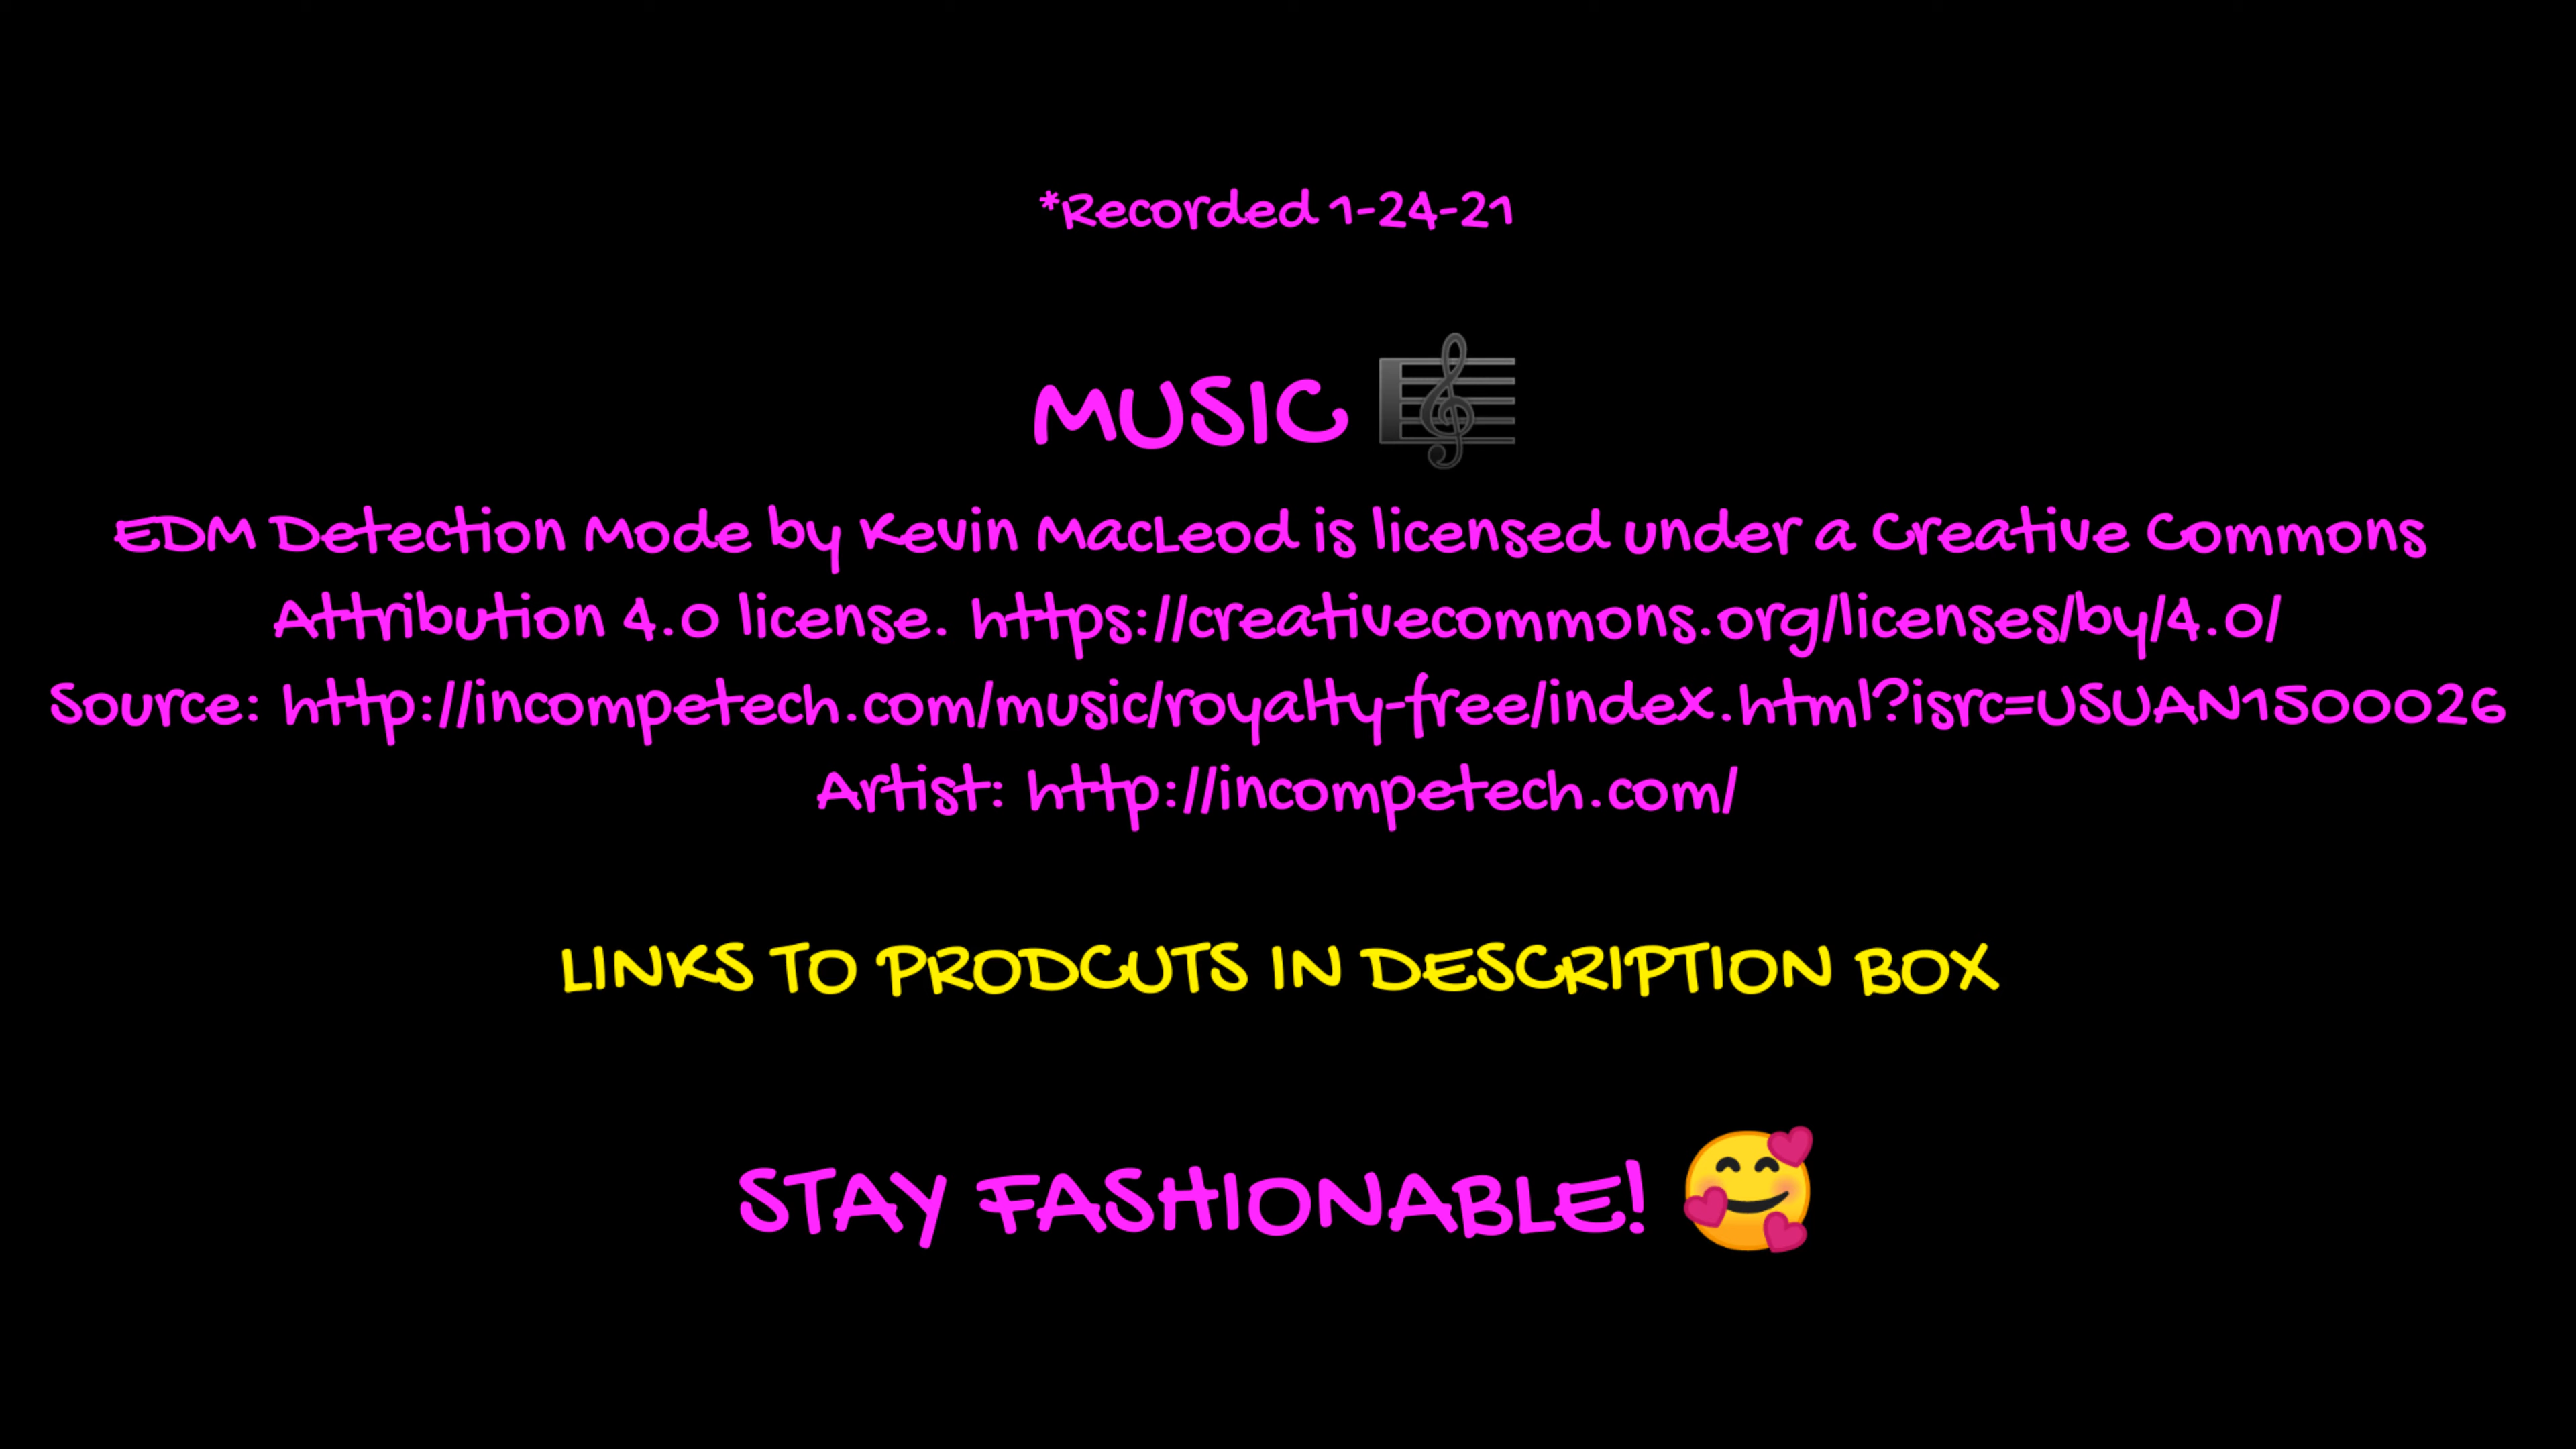 *Recorded 1-24-21
MUSIC 🎼
EDM Detection Mode by Kevin MacLeod is licensed under a Creative Commons
Attribution 4.0 license. https://creativecommons.org/licenses/by/4.0/
Source: http://incompetech.com/music/royalty-free/index.html?isrc=USUAN1500026
Artist: http://incompetech.com/
LINKS TO PRODCUTS IN DESCRIPTION BOX
STAY FASHIONABLE! 🥰